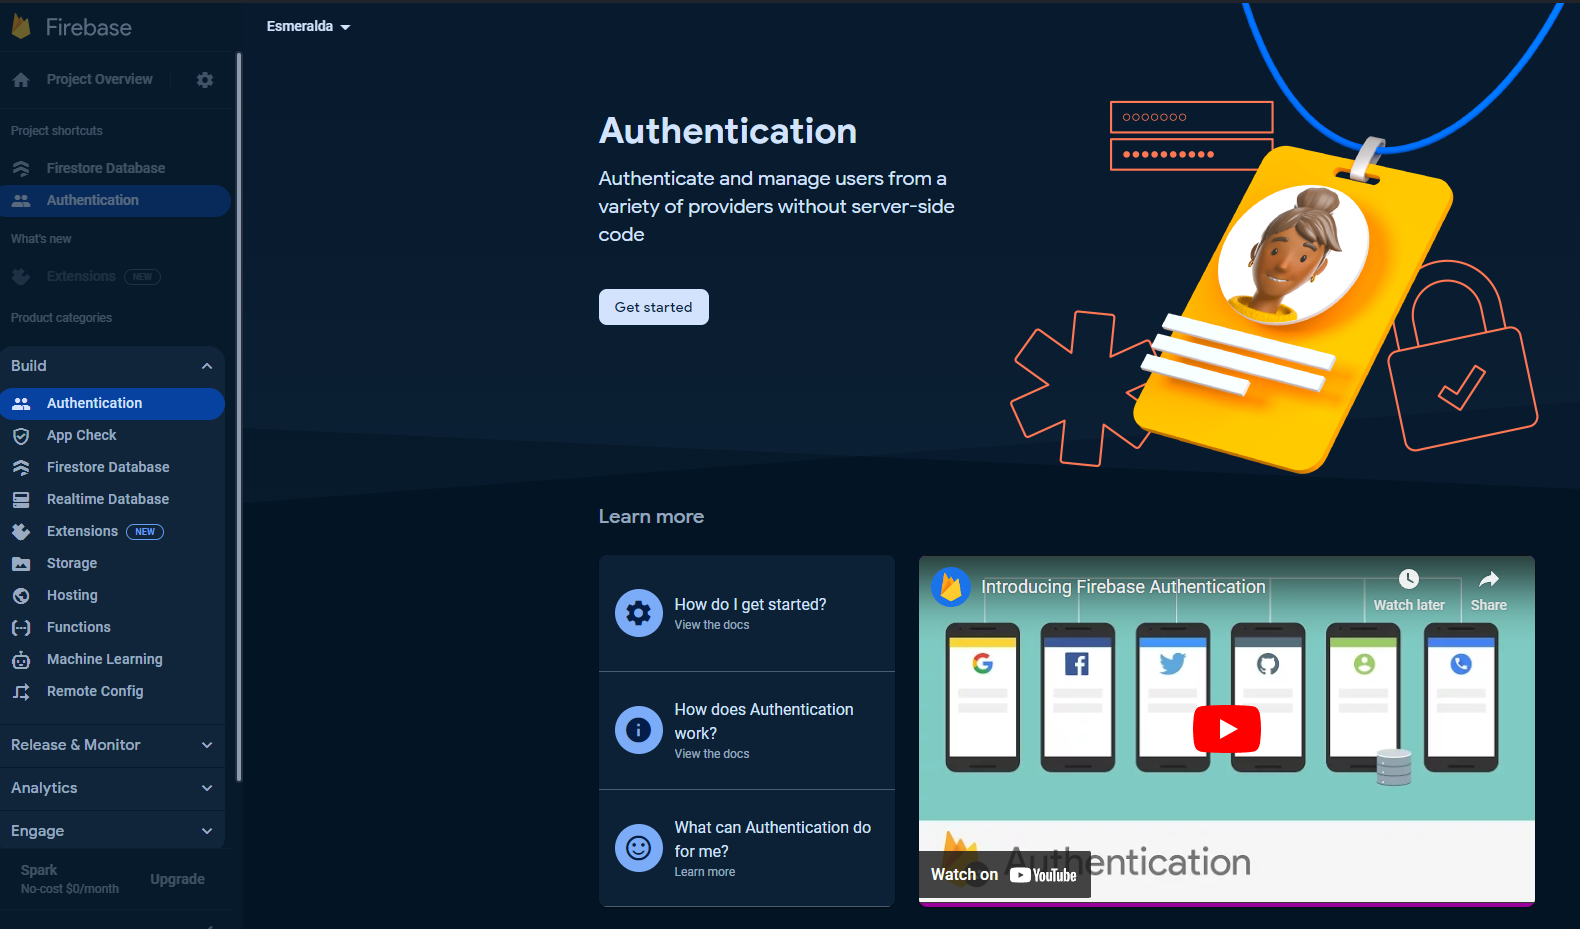 Firebase
Esmeralda
Project Overview
Project shortcuts
Firestore Database
Authentication
What's new
Extensions NEW
Product categories
Build
Authentication
App Check
Firestore Database
Realtime Database
Extensions NEW
Storage
Hosting
Functions
Machine Learning
Remote Config
Release & Monitor
Analytics
Engage
Spark
No-cost $0/month
Upgrade
Authentication
Authenticate and manage users from a
variety of providers without server-side
code
Get started
Learn more
How do I get started?
View the docs
How does Authentication
work?
View the docs
What can Authentication do
for me?
Learn more
Introducing Firebase Authentication
Watch later
Share
Authentication
Watch on YouTube